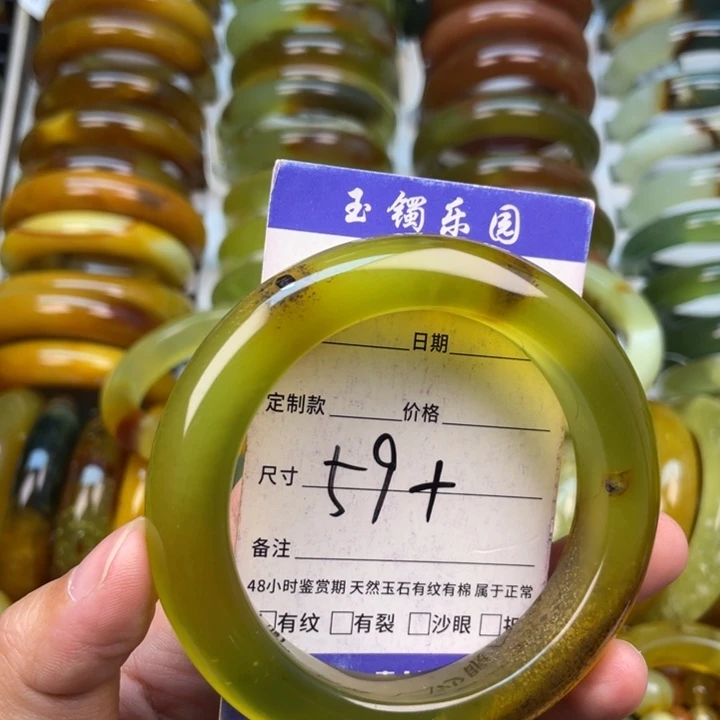 玉镯乐园
日期
定制款 价格
尺寸 59+
备注
48小时鉴赏期 天然玉石有纹有棉 属于正常
□有纹 □有裂 □沙眼 □